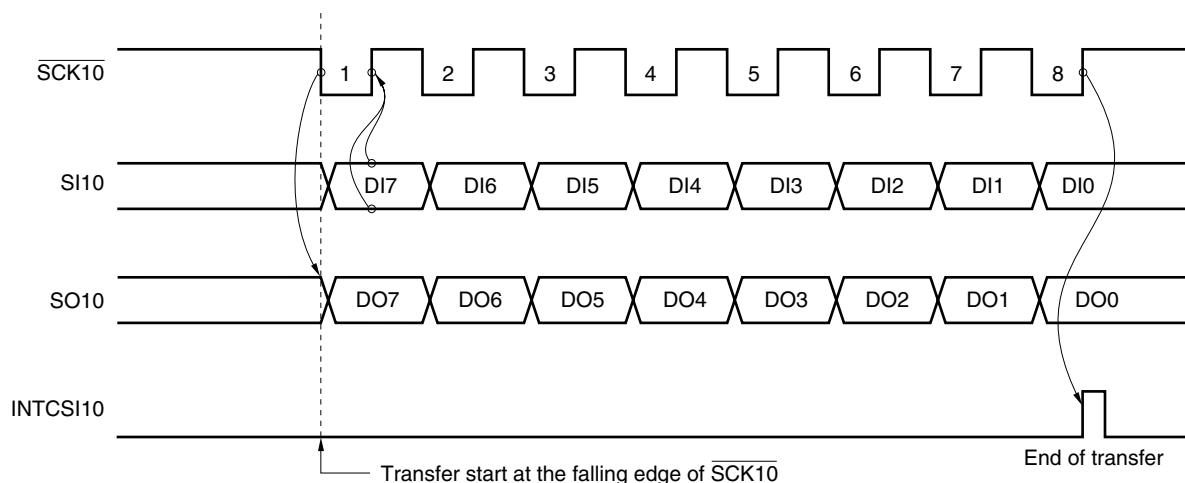 SCK10 1 2 3 4 5 6 7 8
SI10 DI7 DI6 DI5 DI4 DI3 DI2 DI1 DI0
SO10 DO7 DO6 DO5 DO4 DO3 DO2 DO1 DO0
INTCSI10
End of transfer
Transfer start at the falling edge of SCK10